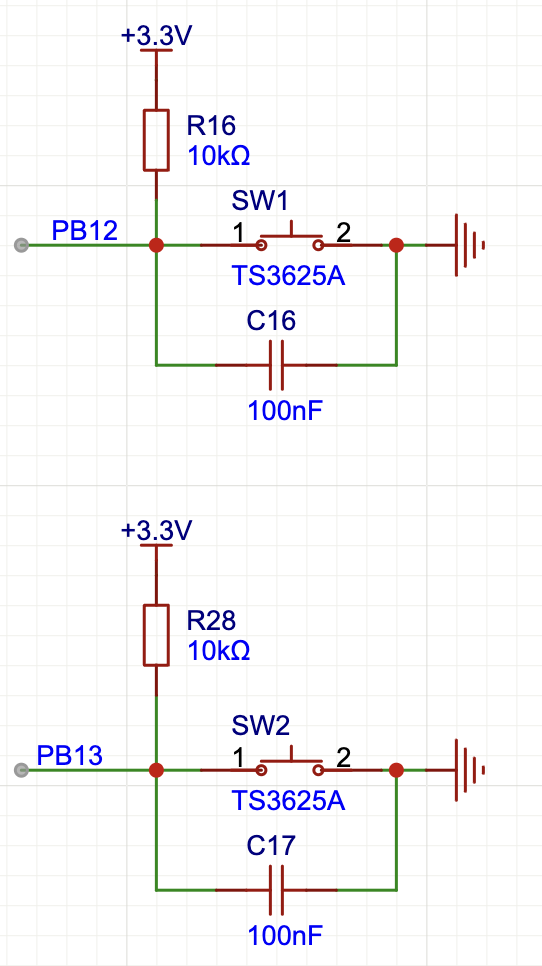 +3.3V
R16
10kΩ
SW1
PB12
1
2
TS3625A
C16
100nF
+3.3V
R28
10kΩ
SW2
PB13
1
2
TS3625A
C17
100nF